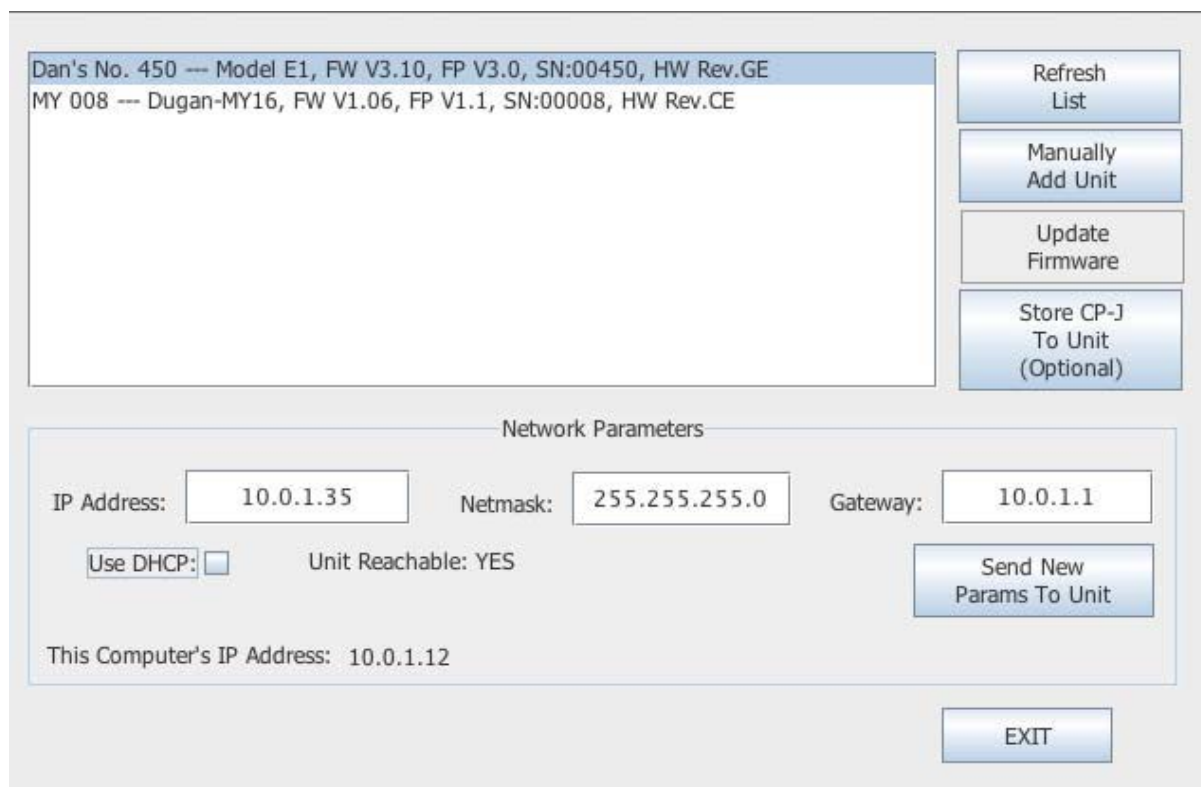 Dan's No. 450 --- Model E1, FW V3.10, FP V3.0, SN:00450, HW Rev.GE
MY 008 --- Dugan-MY16, FW V1.06, FP V1.1, SN:00008, HW Rev.CE
Refresh
List
Manually
Add Unit
Update
Firmware
Store CP-J
To Unit
(Optional)
Network Parameters
IP Address: 10.0.1.35 Netmask: 255.255.255.0 Gateway: 10.0.1.1
Use DHCP: Unit Reachable: YES
Send New
Params To Unit
This Computer's IP Address: 10.0.1.12
EXIT